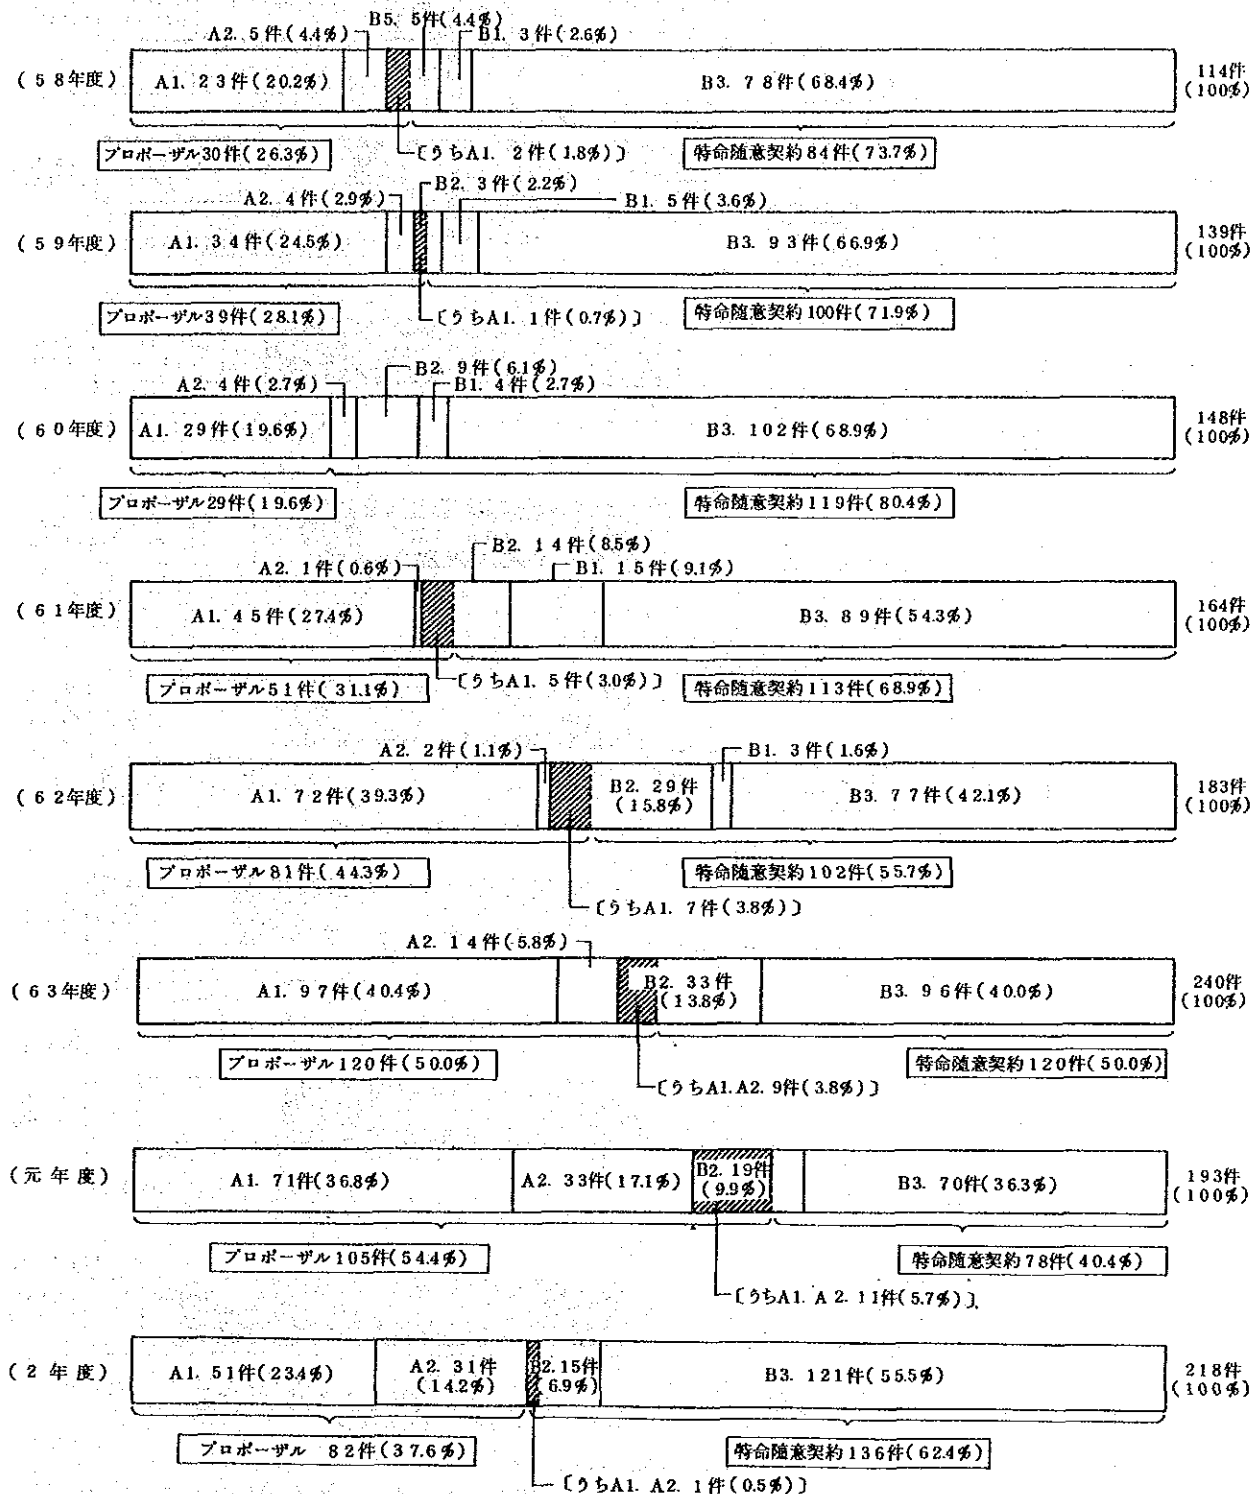 B5. 5件(4.4%)
A2. 5件(4.4%) B1. 3件(2.6%)
(58年度) A1. 23件(20.2%) B3. 78件(68.4%) 114件
(100%)
プロポーザル30件(26.3%) 〔うちA1. 2件(1.8%)〕 特命随意契約84件(73.7%)
B2. 3件(2.2%)
A2. 4件(2.9%) B1. 5件(3.6%)
(59年度) A1. 34件(24.5%) B3. 93件(66.9%) 139件
(100%)
プロポーザル39件(28.1%) 〔うちA1. 1件(0.7%)〕 特命随意契約100件(71.9%)
B2. 9件(6.1%)
A2. 4件(2.7%) B1. 4件(2.7%)
(60年度) A1. 29件(19.6%) B3. 102件(68.9%) 148件
(100%)
プロポーザル29件(19.6%) 特命随意契約119件(80.4%)
B2. 14件(8.5%)
A2. 1件(0.6%) B1. 15件(9.1%)
(61年度) A1. 45件(27.4%) B3. 89件(54.3%) 164件
(100%)
プロポーザル51件(31.1%) 〔うちA1. 5件(3.0%)〕 特命随意契約113件(68.9%)
A2. 2件(1.1%) B1. 3件(1.6%)
(62年度) A1. 72件(39.3%) B2. 29件 B3. 77件(42.1%) 183件
(15.8%) (100%)
プロポーザル81件(44.3%) 特命随意契約102件(55.7%)
〔うちA1. 7件(3.8%)〕
A2. 14件(5.8%)
(63年度) A1. 97件(40.4%) B2. 33件 B3. 96件(40.0%) 240件
(13.8%) (100%)
プロポーザル120件(50.0%) 特命随意契約120件(50.0%)
〔うちA1.A2. 9件(3.8%)〕
(元年度) A1. 71件(36.8%) A2. 33件(17.1%) B2. 19件 B3. 70件(36.3%) 193件
(9.9%) (100%)
プロポーザル105件(54.4%) 特命随意契約78件(40.4%)
〔うちA1. A2. 11件(5.7%)〕
(2年度) A1. 51件(23.4%) A2. 31件 B2. 15件 B3. 121件(55.5%) 218件
(14.2%) (6.9%) (100%)
プロポーザル 82件(37.6%) 特命随意契約136件(62.4%)
〔うちA1. A2. 1件(0.5%)〕